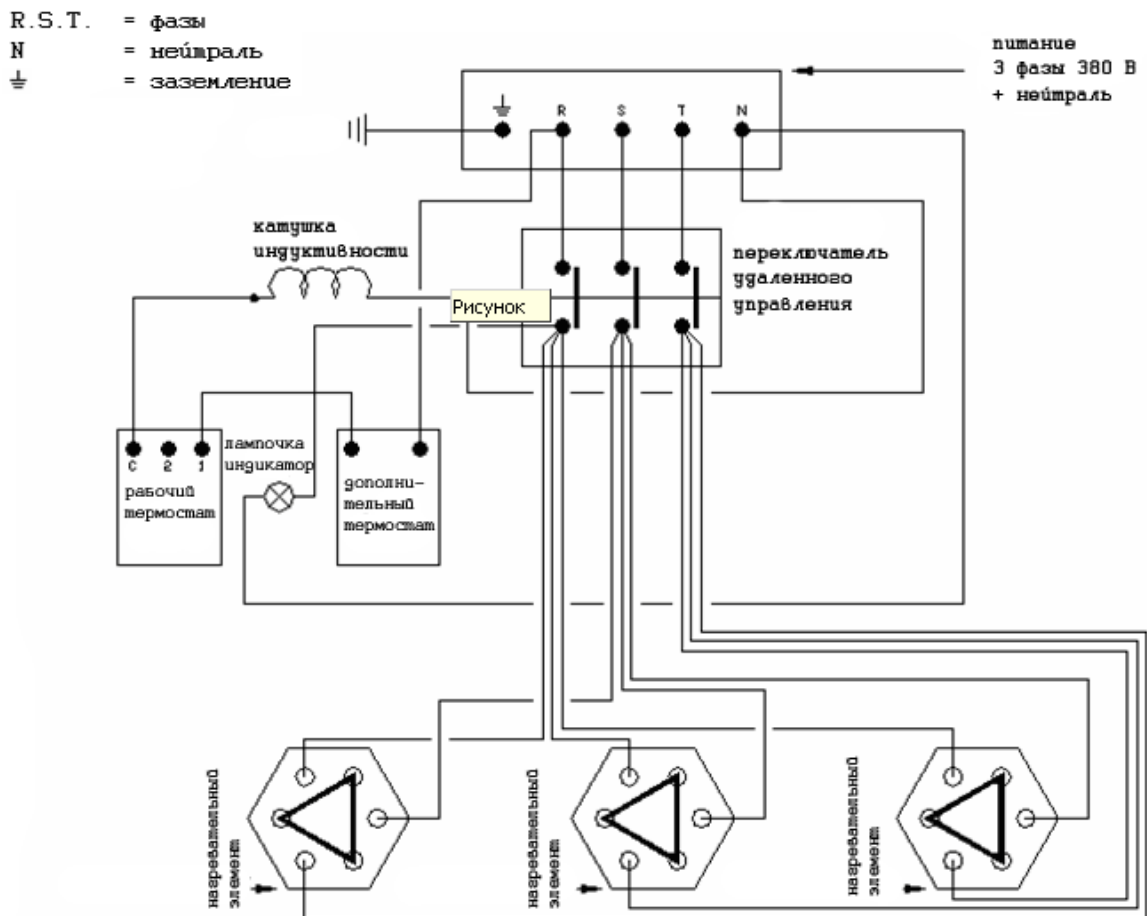 R.S.T. = фазы
N = нейтраль
= заземление
питание
3 фазы 380 В
+ нейтраль
R S T N
катушка
индуктивности
переключатель
удаленного
управления
Рисунок
C 2 1
рабочий
термостат
лампочка
индикатор
дополни-
тельный
термостат
нагревательный
элемент
нагревательный
элемент
нагревательный
элемент